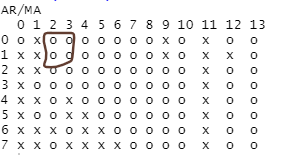 AR/MA
0 1 2 3 4 5 6 7 8 9 10 11 12 13
0 o x o o o o o o o x o x o o
1 x x o o o o o o o x o x x o
2 x x o o o o o o o o o x o o
3 x o o o o o o o o o o x o o
4 x o x o o o o o o o o x o o
5 x x o x o o o o o o o x o o
6 x x x o x x o o o o o x o o
7 x x o x x x o o o o o x o o